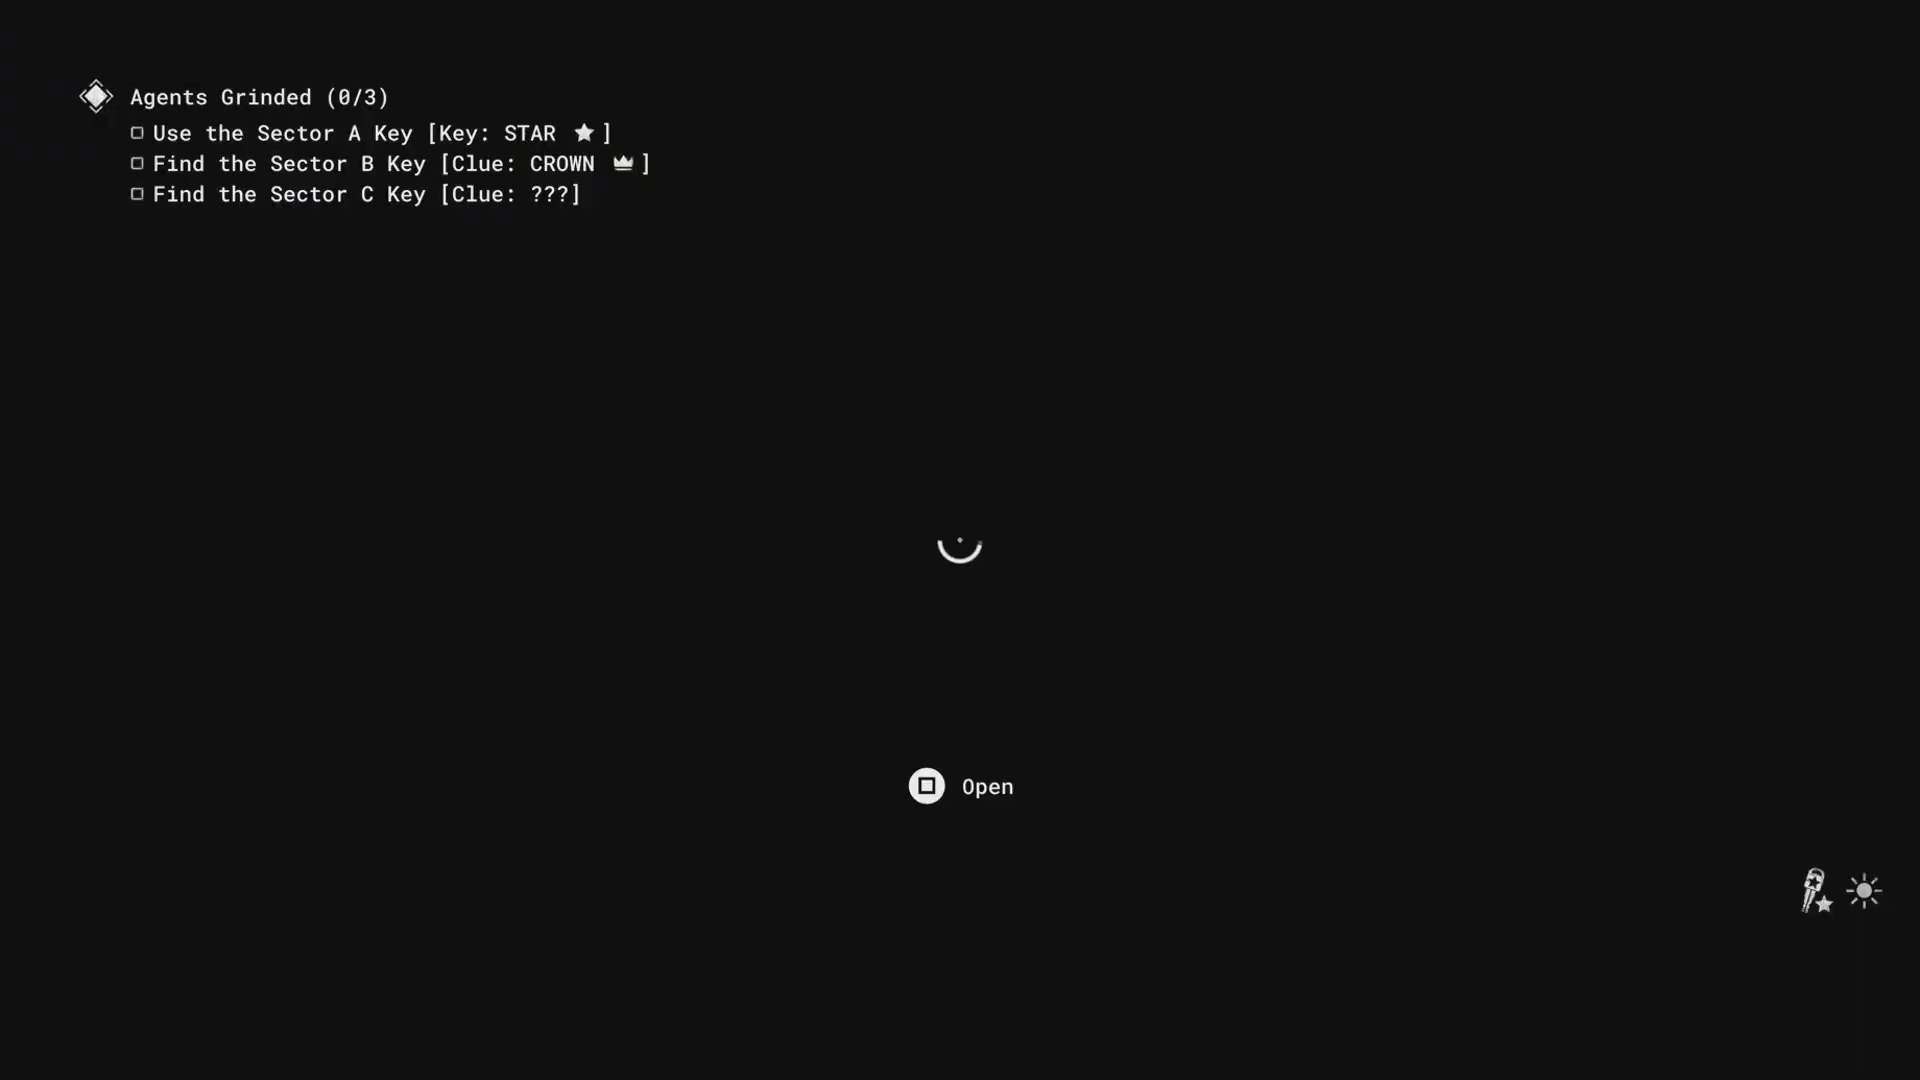 Agents Grinded (0/3)
Use the Sector A Key [Key: STAR ★]
Find the Sector B Key [Clue: CROWN ]
Find the Sector C Key [Clue: ???]
Open